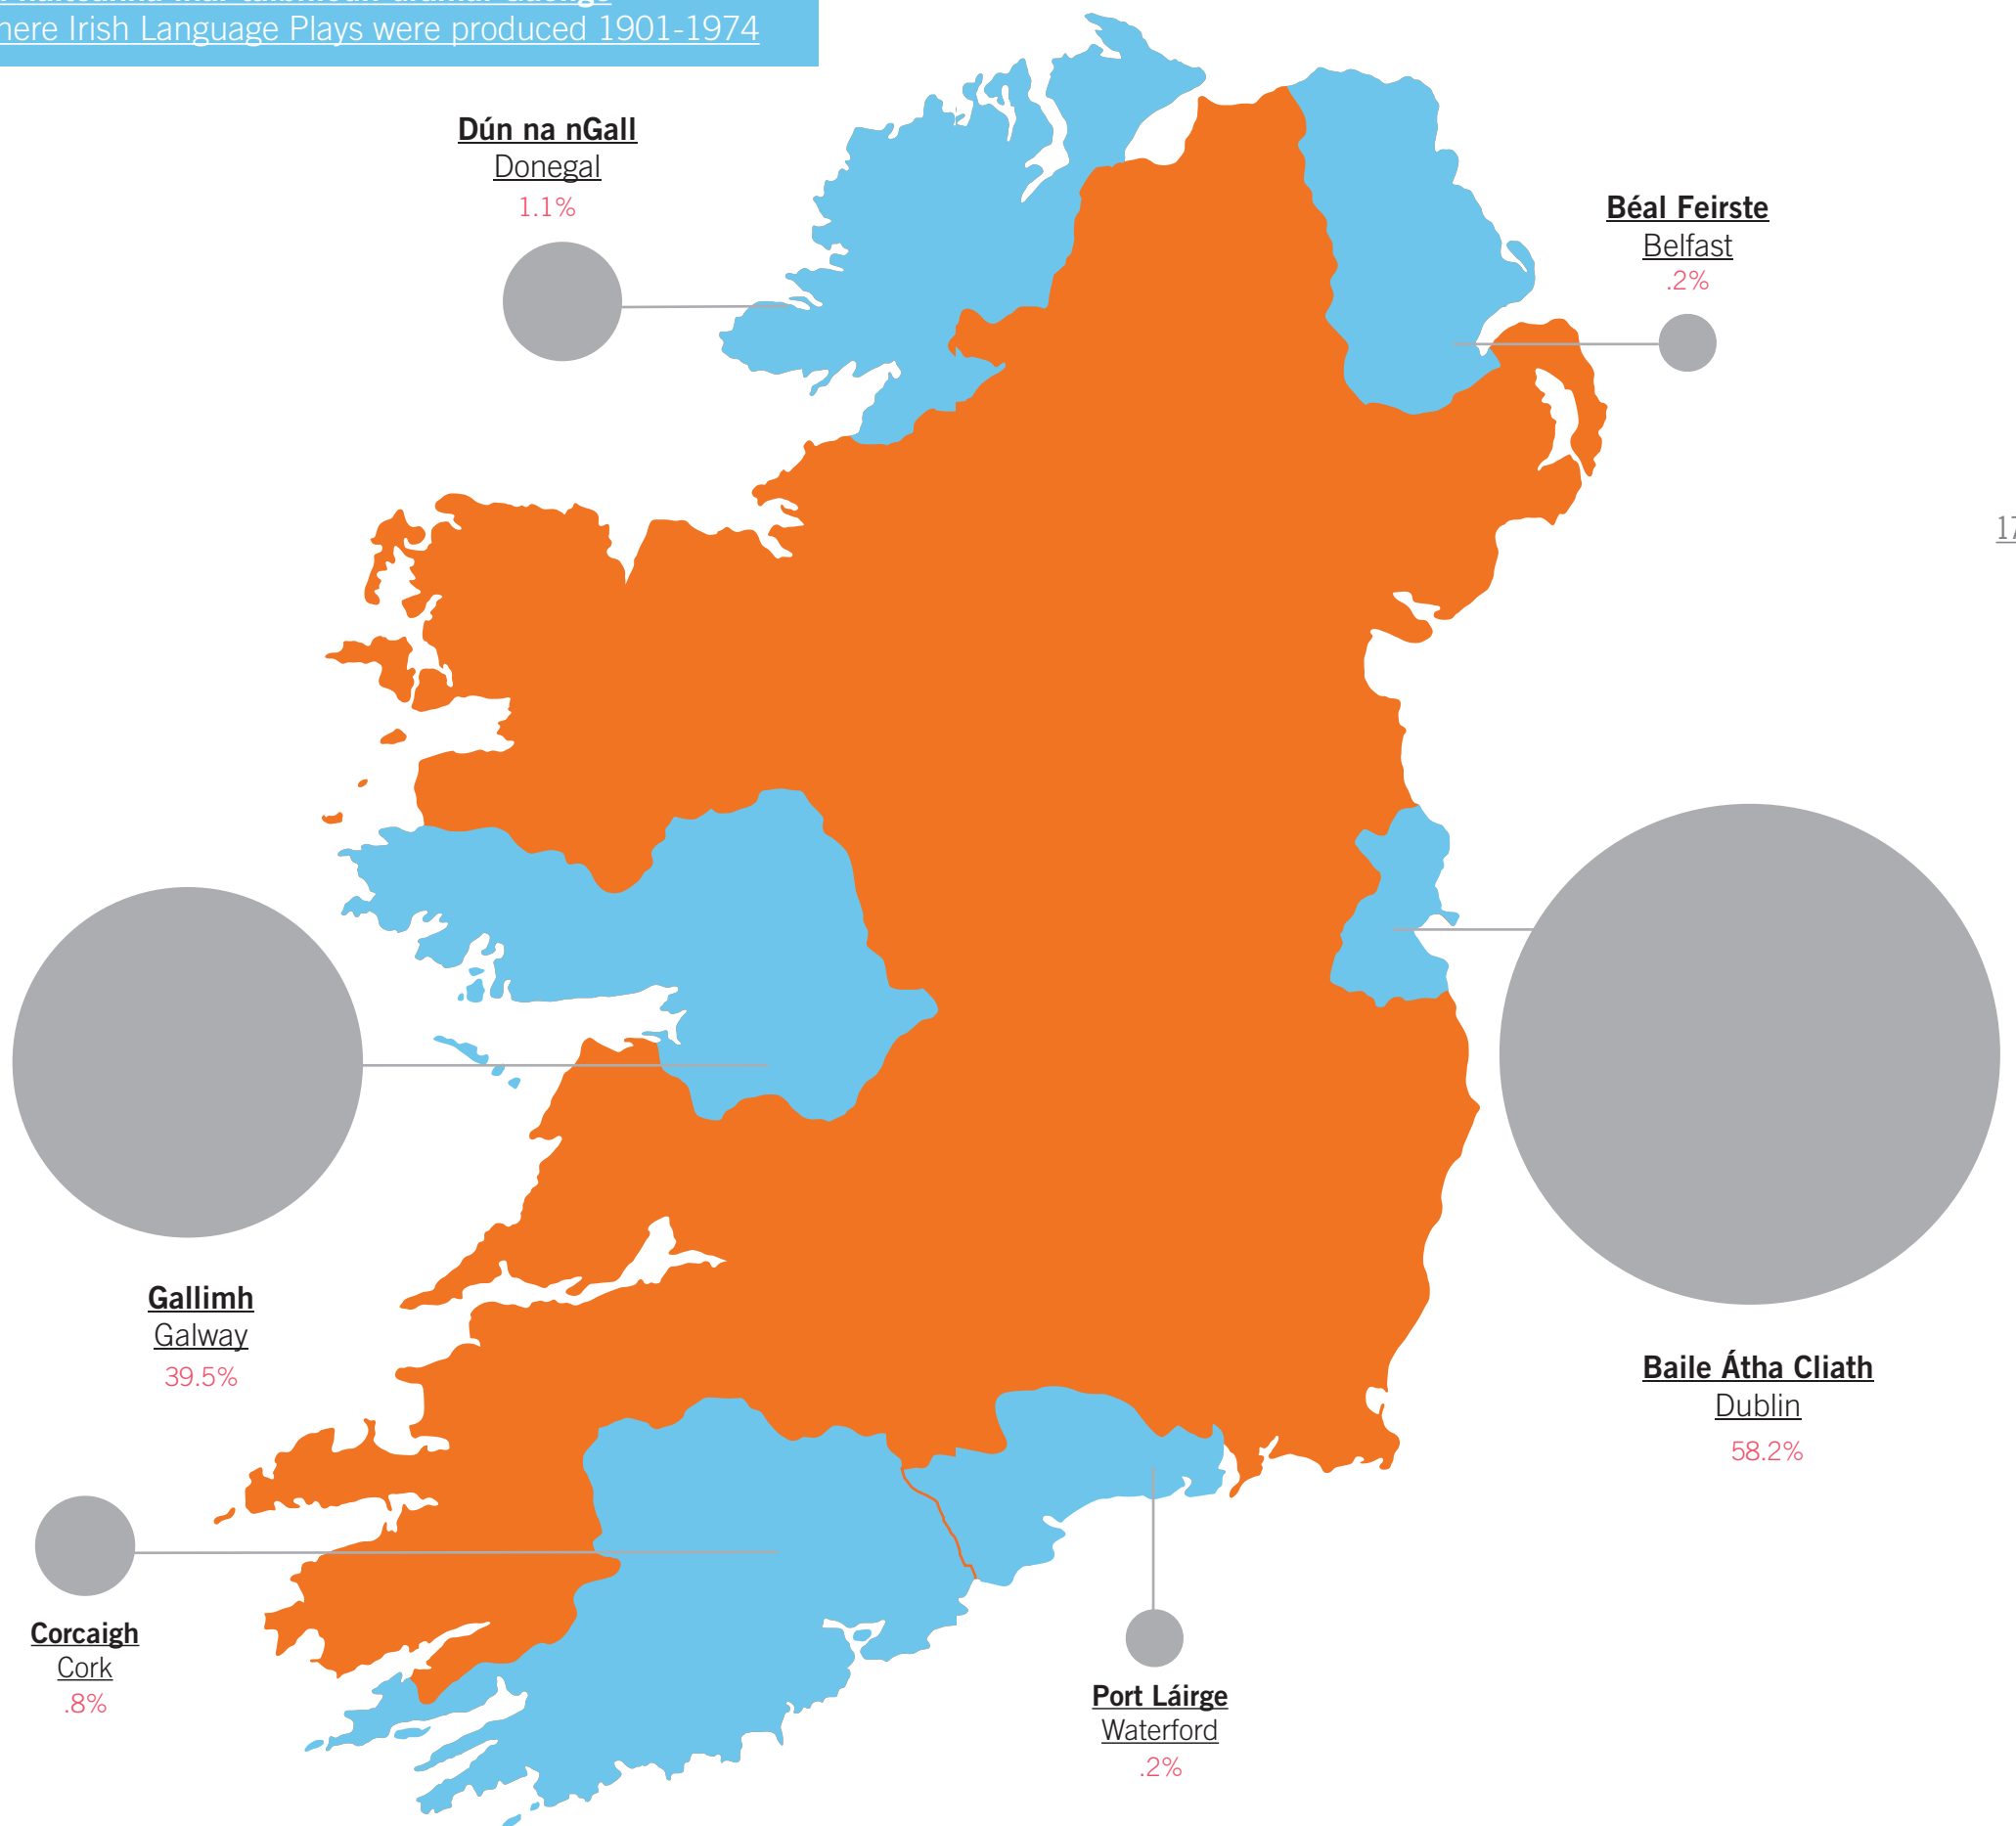 here Irish Language Plays were produced 1901-1974
Dún na nGall
Donegal
1.1%
Béal Feirste
Belfast
.2%
17
Gallimh
Galway
39.5%
Baile Átha Cliath
Dublin
58.2%
Corcaigh
Cork
.8%
Port Láirge
Waterford
.2%